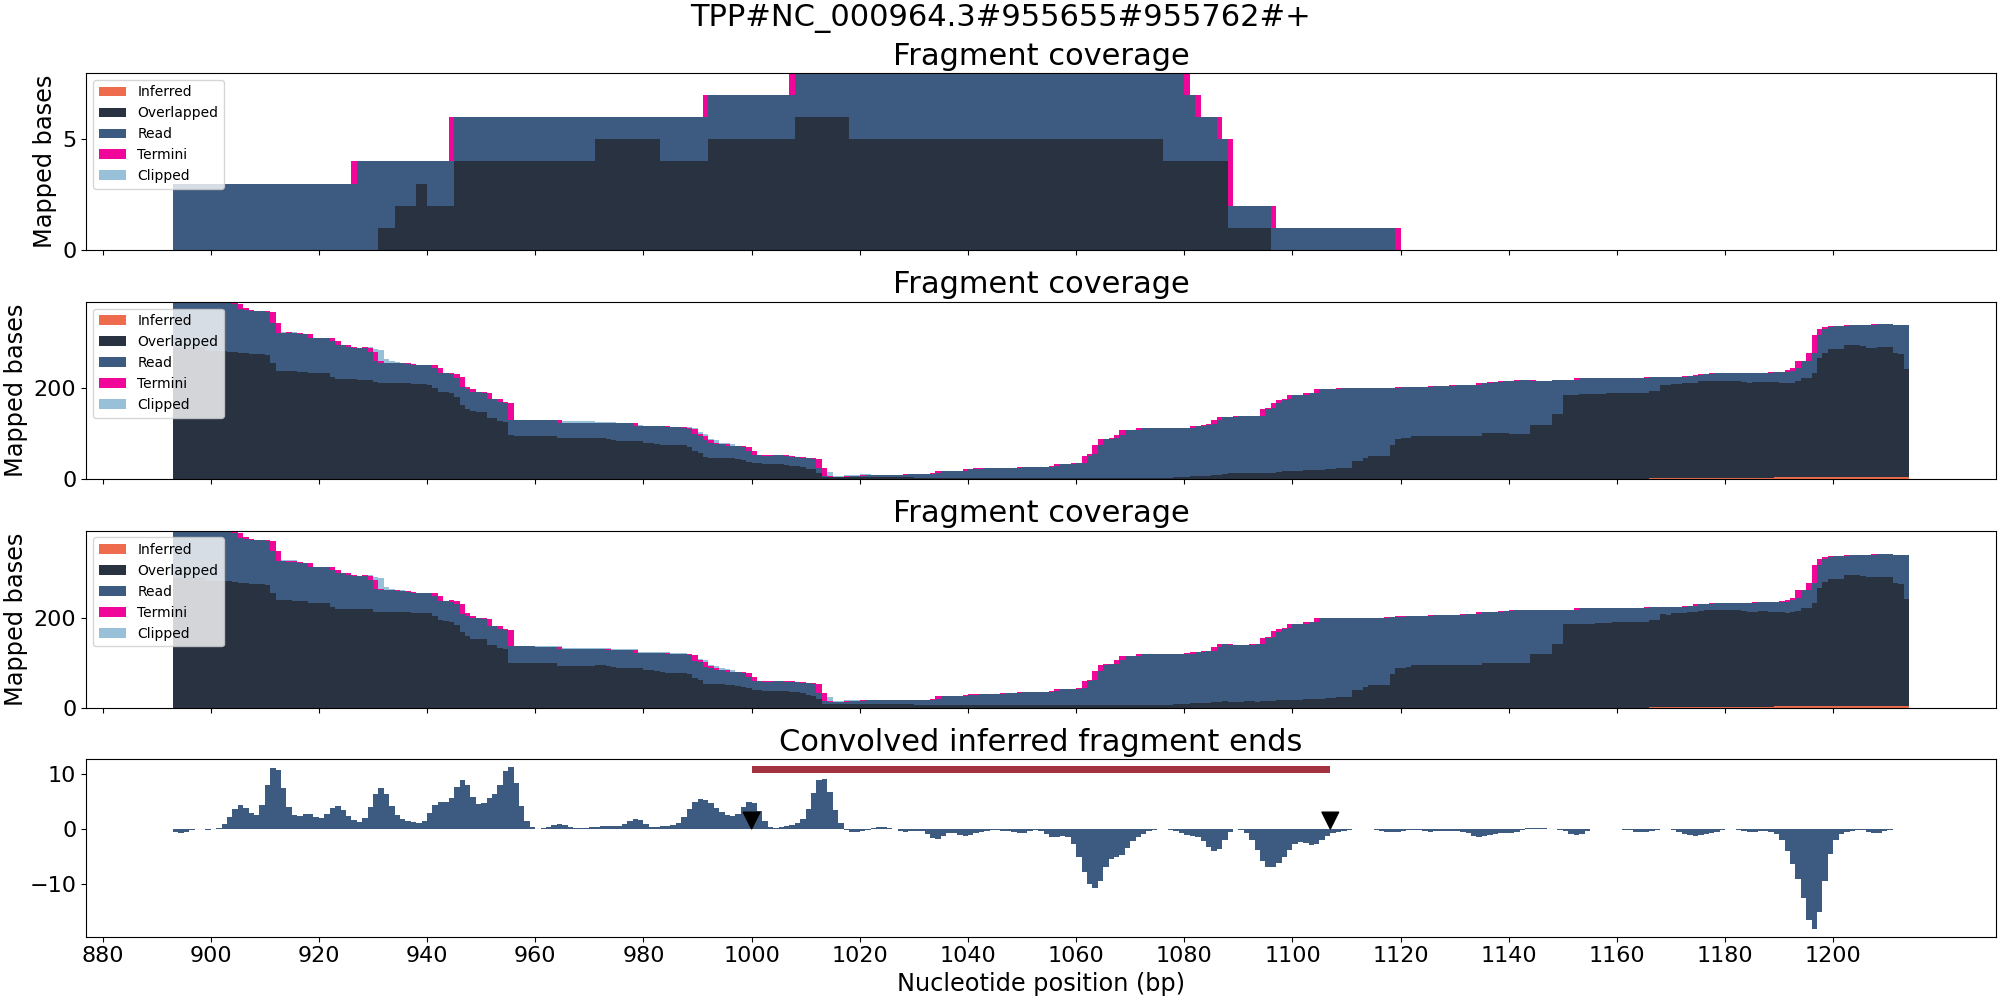 TPP#NC_000964.3#955655#955762#+
Fragment coverage
Mapped bases
5
0
Inferred
Overlapped
Read
Termini
Clipped
Fragment coverage
Mapped bases
200
0
Inferred
Overlapped
Read
Termini
Clipped
Fragment coverage
Mapped bases
200
0
Inferred
Overlapped
Read
Termini
Clipped
Convolved inferred fragment ends
10
0
−10
880 900 920 940 960 980 1000 1020 1040 1060 1080 1100 1120 1140 1160 1180 1200
Nucleotide position (bp)